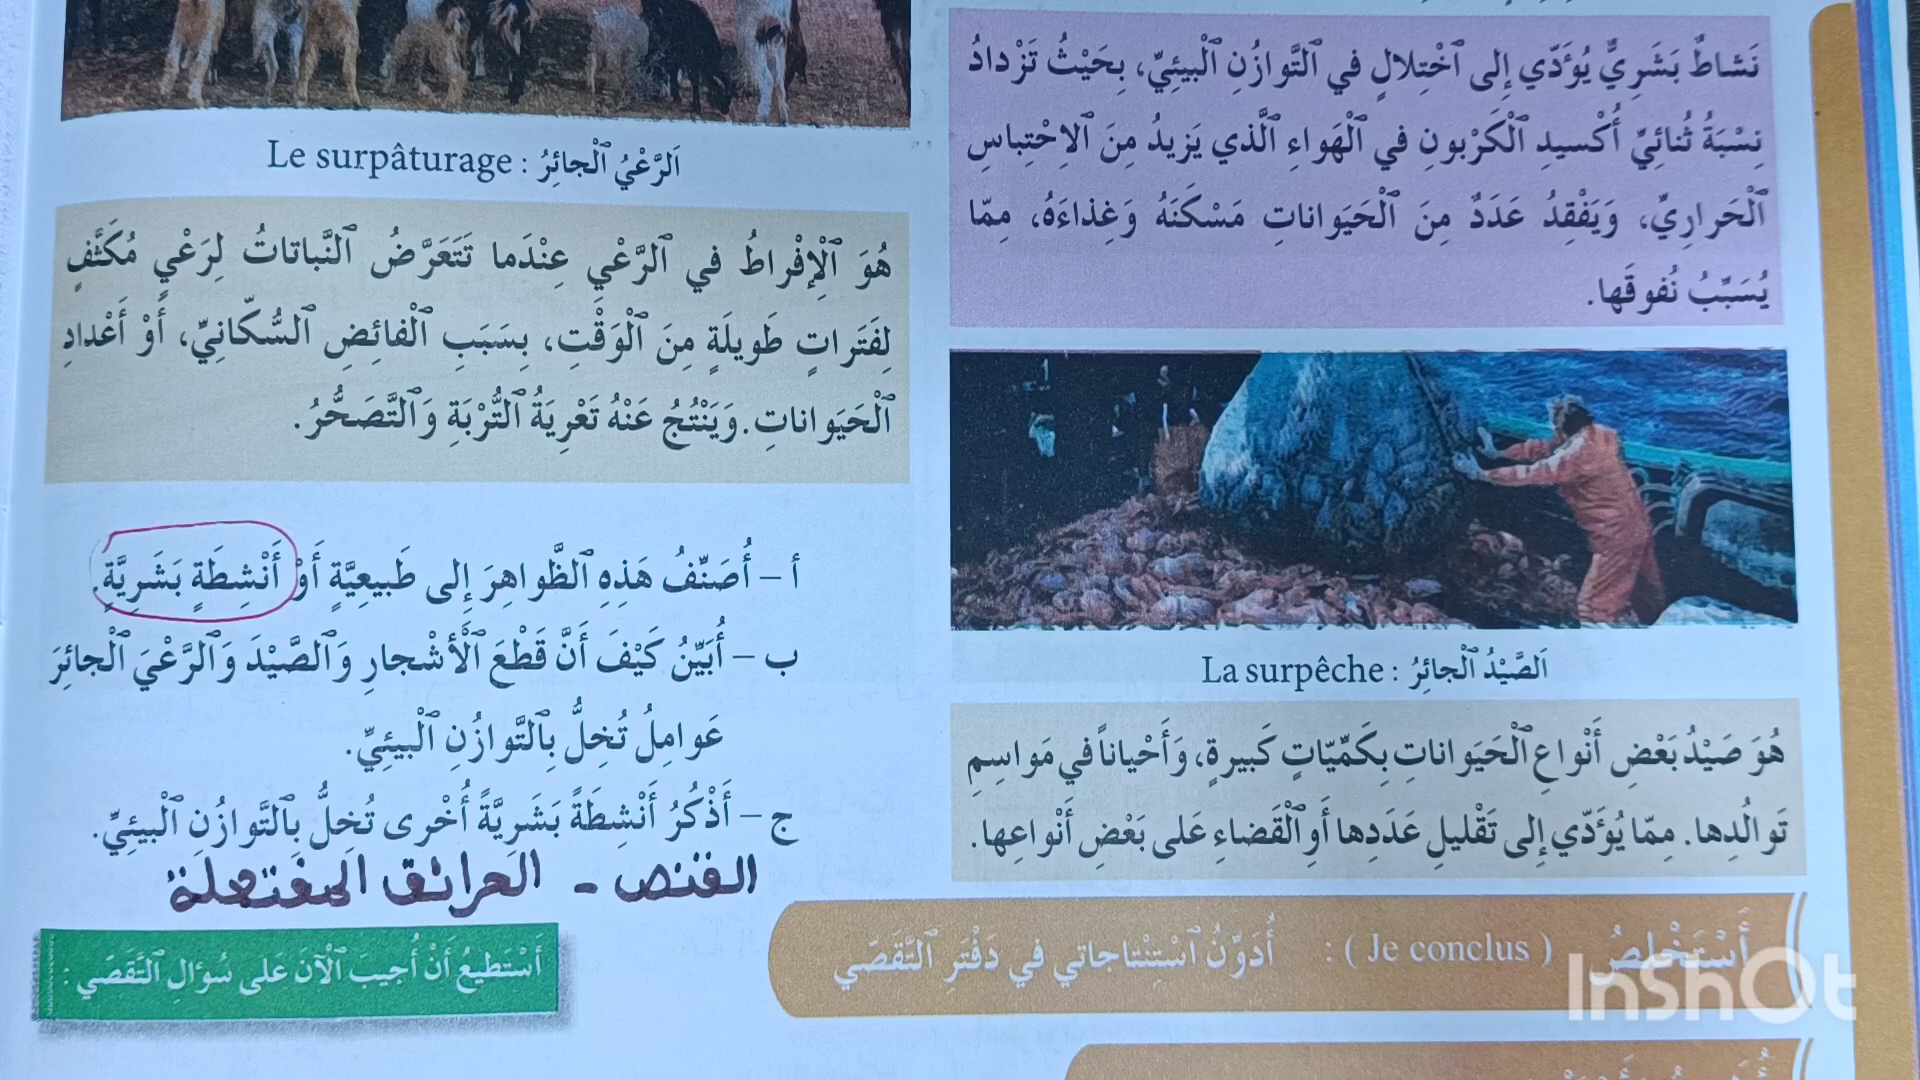 نَشاطٌ بَشَرِيٌّ يُؤَدّي إِلى ٱخْتِلالٍ في ٱلتَّوازُنِ ٱلْبيئِيِّ، بِحَيْثُ تَزْدادُ
نِسْبَةُ ثُنائِيِّ أُكْسيدِ ٱلْكَرْبونِ في ٱلْهَواءِ ٱلَّذي يَزيدُ مِنَ ٱلِاحْتِباسِ
ٱلْحَرارِيِّ، وَيَفْقِدُ عَدَدٌ مِنَ ٱلْحَيَواناتِ مَسْكَنَهُ وَغِذاءَهُ، مِمّا
يُسَبِّبُ نُفوقَها.
اَلصَّيْدُ ٱلْجائِرُ : La surpêche
هُوَ صَيْدُ بَعْضِ أَنْواعِ ٱلْحَيَواناتِ بِكَمِّيّاتٍ كَبيرةٍ، وَأَحْياناً في مَواسِمِ
تَوالُدِها. مِمّا يُؤَدّي إِلى تَقْليلِ عَدَدِها أَوِ ٱلْقَضاءِ عَلى بَعْضِ أَنْواعِها.
اَلرَّعْيُ ٱلْجائِرُ : Le surpâturage
هُوَ ٱلْإِفْراطُ في ٱلرَّعْيِ عِنْدَما تَتَعَرَّضُ ٱلنَّباتاتُ لِرَعْيٍ مُكَثَّفٍ
لِفَتَراتٍ طَويلَةٍ مِنَ ٱلْوَقْتِ، بِسَبَبِ ٱلْفائِضِ ٱلسُّكّانِيِّ، أَوْ أَعْدادِ
ٱلْحَيَواناتِ. وَيَنْتُجُ عَنْهُ تَعْرِيَةُ ٱلتُّرْبَةِ وَٱلتَّصَحُّرُ.
أ – أُصَنِّفُ هَذِهِ ٱلظَّواهِرَ إِلى طَبيعِيَّةٍ أَوْ أَنْشِطَةٍ بَشَرِيَّةٍ.
ب – أُبَيِّنُ كَيْفَ أَنَّ قَطْعَ ٱلْأَشْجارِ وَٱلصَّيْدَ وَٱلرَّعْيَ ٱلْجائِرَ
عَوامِلُ تُخِلُّ بِٱلتَّوازُنِ ٱلْبيئِيِّ.
ج – أَذْكُرُ أَنْشِطَةً بَشَرِيَّةً أُخْرى تُخِلُّ بِٱلتَّوازُنِ ٱلْبيئِيِّ.
القنص - الحرائق المفتعلة
أَسْتَخْلِصُ ( Je conclus ) : أُدَوِّنُ ٱسْتِنْتاجاتي في دَفْتَرِ ٱلتَّقَصّي
أَسْتَطيعُ أَنْ أُجيبَ ٱلْآنَ عَلى سُؤالِ ٱلتَّقَصّي :
InShOt